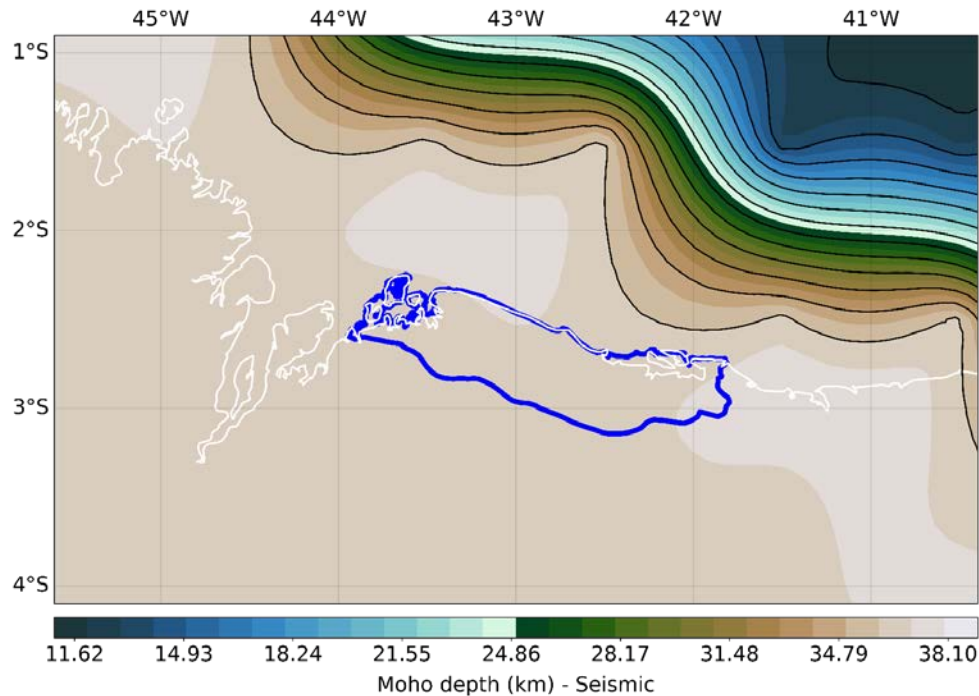 45°W 44°W 43°W 42°W 41°W
1°S
2°S
3°S
4°S
11.62 14.93 18.24 21.55 24.86 28.17 31.48 34.79 38.10
Moho depth (km) - Seismic